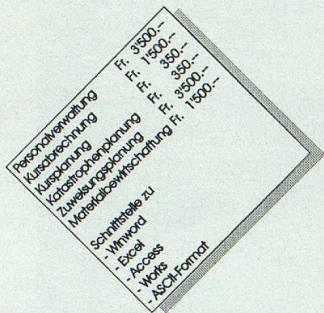 Personalverwaltung Fr. 3'500.--
Kursabrechnung Fr. 1'500.--
Kursplanung Fr. 350.--
Katastrophenplanung Fr. 350.--
Zuweisungsplanung Fr. 3'500.--
Materialbewirtschaftung Fr. 1'500.--
Schnittstelle zu
- Winword
- Excel
- Access
- Works
- ASCII-Format